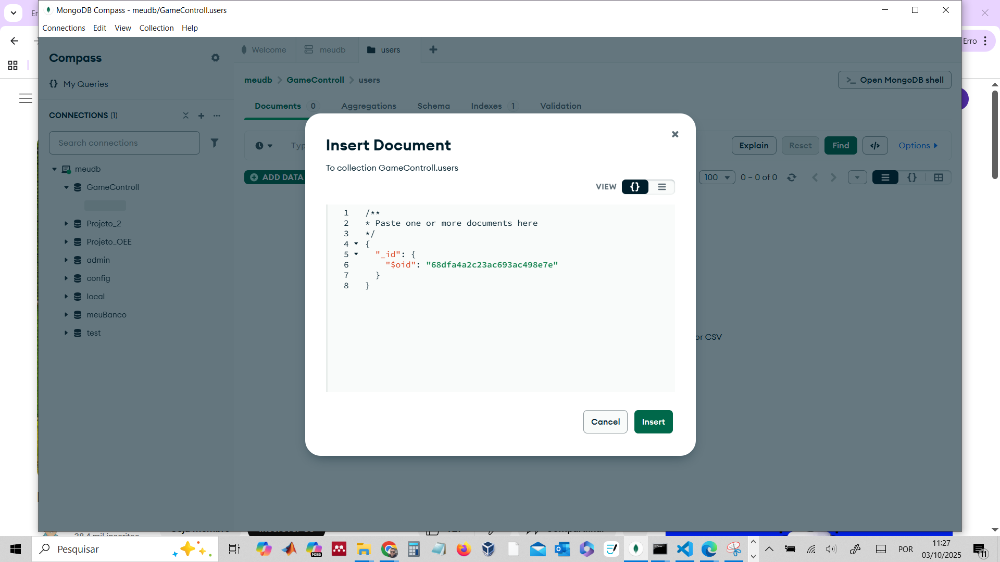 MongoDB Compass - meudb/GameControll.users
Connections Edit View Collection Help
Erro
Compass
Welcome
meudb
users
My Queries
meudb > GameControll > users
>_ Open MongoDB shell
CONNECTIONS (1)
Documents 0
Aggregations
Schema
Indexes 1
Validation
Search connections
Explain
Reset
Find
</>
Options
ADD DATA
100
0 – 0 of 0
{}
meudb
GameControll
Projeto_2
Projeto_OEE
admin
config
local
meuBanco
test
Insert Document
To collection GameControll.users
VIEW {}
1 /**
2 * Paste one or more documents here
3 */
4 {
5 "_id": {
6 "$oid": "68dfa4a2c23ac693ac498e7e"
7 }
8 }
or CSV
Cancel
Insert
Pesquisar
M365
POR
11:27
03/10/2025
11